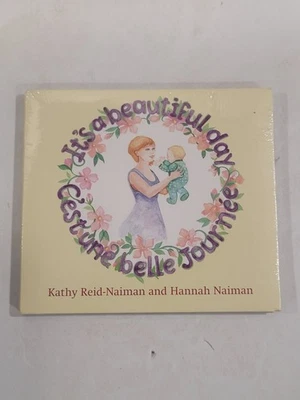 It's a beautiful day
C'est une belle journée
Kathy Reid-Naiman and Hannah Naiman